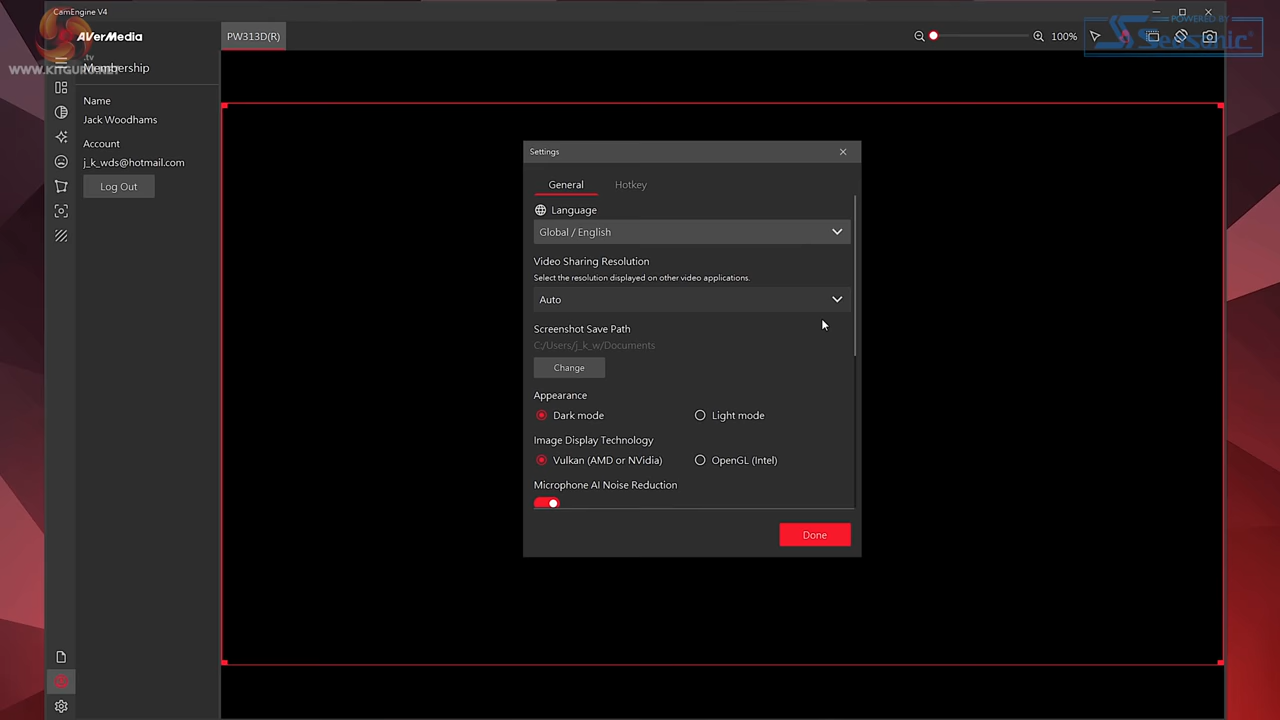 CamEngine V4
AVerMedia
PW313D(R)
100%
POWERED BY
Seasonic
.tv
WWW.KITGURU.NET
Membership
Name
Jack Woodhams
Account
j_k_wds@hotmail.com
Log Out
Settings
General
Hotkey
Language
Global / English
Video Sharing Resolution
Select the resolution displayed on other video applications.
Auto
Screenshot Save Path
C:/Users/j_k_w/Documents
Change
Appearance
Dark mode
Light mode
Image Display Technology
Vulkan (AMD or NVidia)
OpenGL (Intel)
Microphone AI Noise Reduction
Done